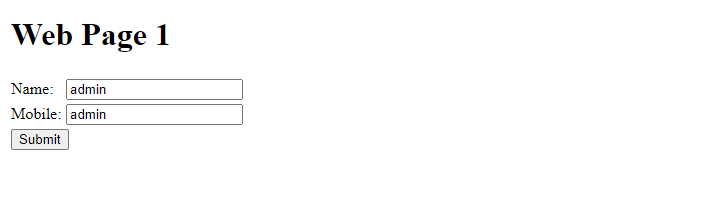 Web Page 1
Name: admin
Mobile: admin
Submit